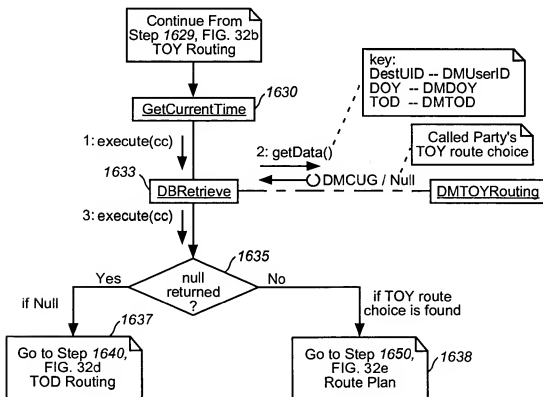 Continue From
Step 1629, FIG. 32b
TOY Routing
key:
DestUID -- DMUserID
DOY -- DMDOY
TOD -- DMTOD
GetCurrentTime
1630
1: execute(cc)
2: getData()
Called Party's
TOY route choice
1633
DBRetrieve
DMCUG / Null
DMTOYRouting
3: execute(cc)
1635
Yes
null
returned
?
No
if Null
if TOY route
choice is found
1637
Go to Step 1640,
FIG. 32d
TOD Routing
Go to Step 1650,
FIG. 32e
Route Plan
1638